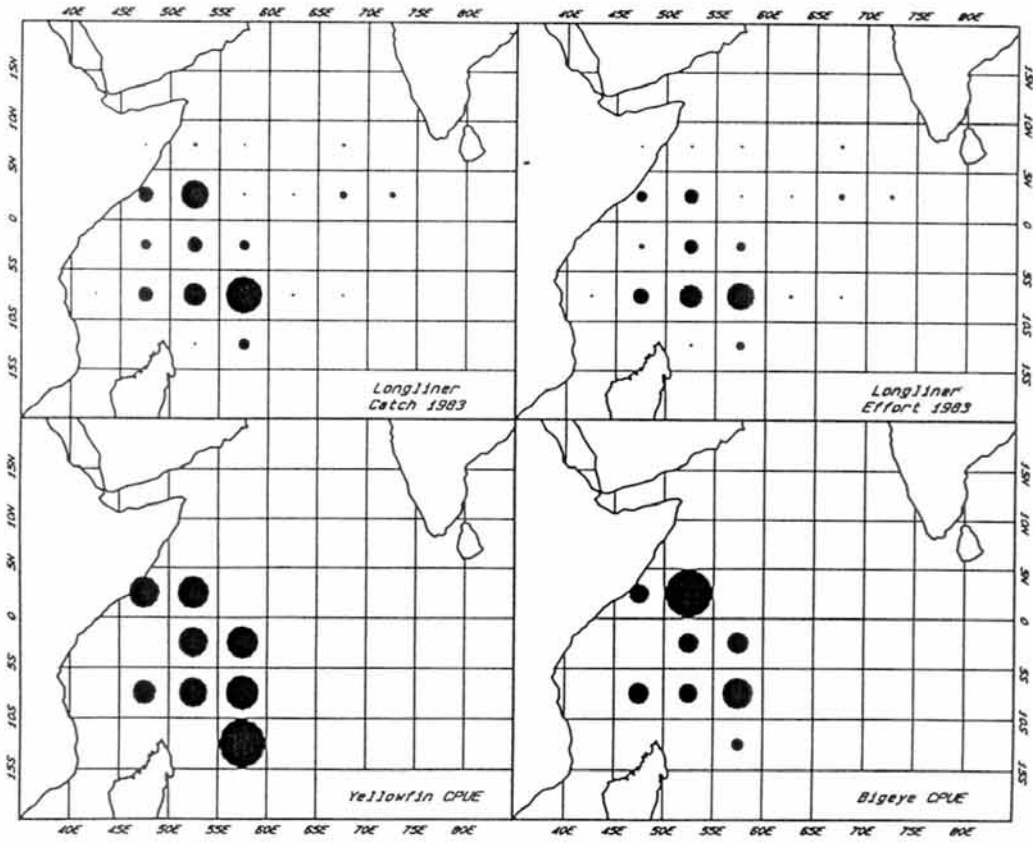 40E 45E 50E 55E 60E 65E 70E 75E 80E 40E 45E 50E 55E 60E 65E 70E 75E 80E
15N 15N
10N 10N
5N 5N
0 0
5S 5S
10S 10S
15S 15S
Longliner
Catch 1983
Longliner
Effort 1983
15N 15N
10N 10N
5N 5N
0 0
5S 5S
10S 10S
15S 15S
Yellowfin CPUE
Bigeye CPUE
40E 45E 50E 55E 60E 65E 70E 75E 80E 40E 45E 50E 55E 60E 65E 70E 75E 80E